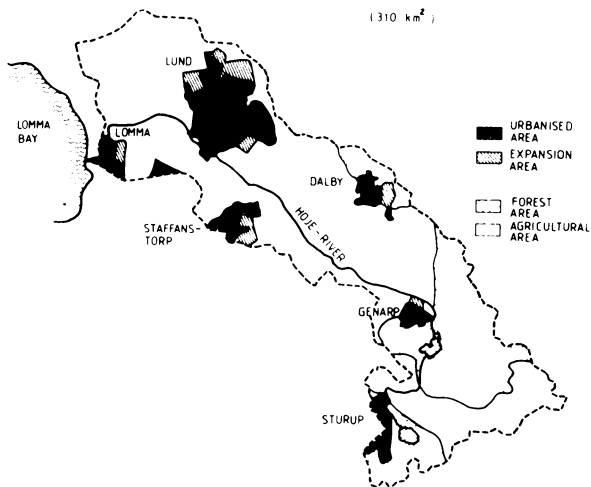 (310 km²)
LUND
LOMMA
BAY
LOMMA
URBANISED
AREA
EXPANSION
AREA
DALBY
FOREST
AREA
AGRICULTURAL
AREA
STAFFANS-
TORP
HOJE-RIVER
GENARP
STURUP